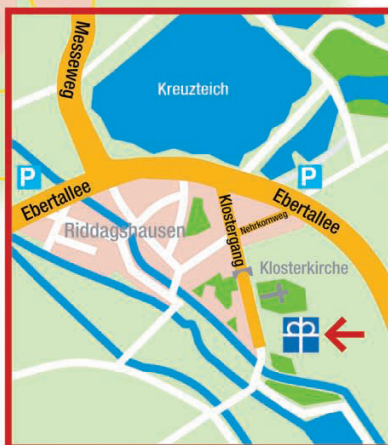 Messeweg
Kreuzteich
P
P
Ebertallee
Ebertallee
Riddagshausen
Klostergang
Nehrkornweg
Klosterkirche